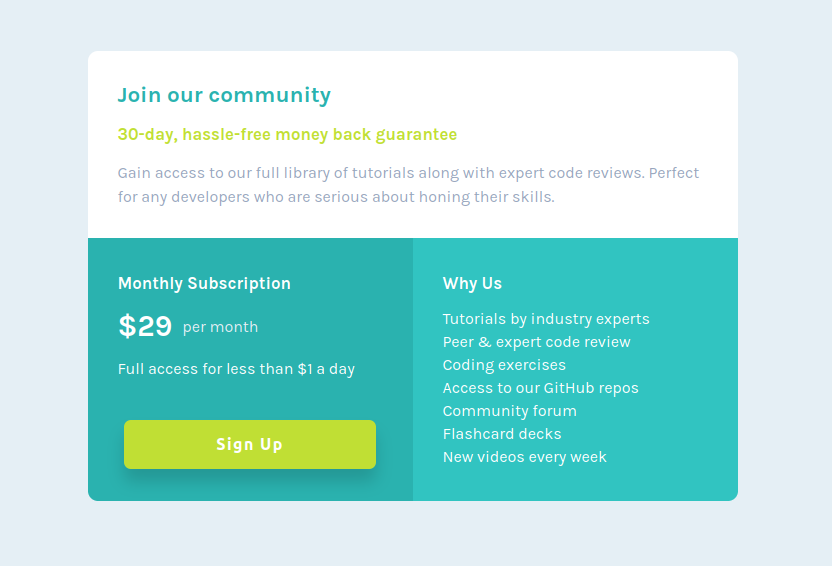 Join our community
30-day, hassle-free money back guarantee
Gain access to our full library of tutorials along with expert code reviews. Perfect
for any developers who are serious about honing their skills.
Monthly Subscription
$29 per month
Full access for less than $1 a day
Sign Up
Why Us
Tutorials by industry experts
Peer & expert code review
Coding exercises
Access to our GitHub repos
Community forum
Flashcard decks
New videos every week